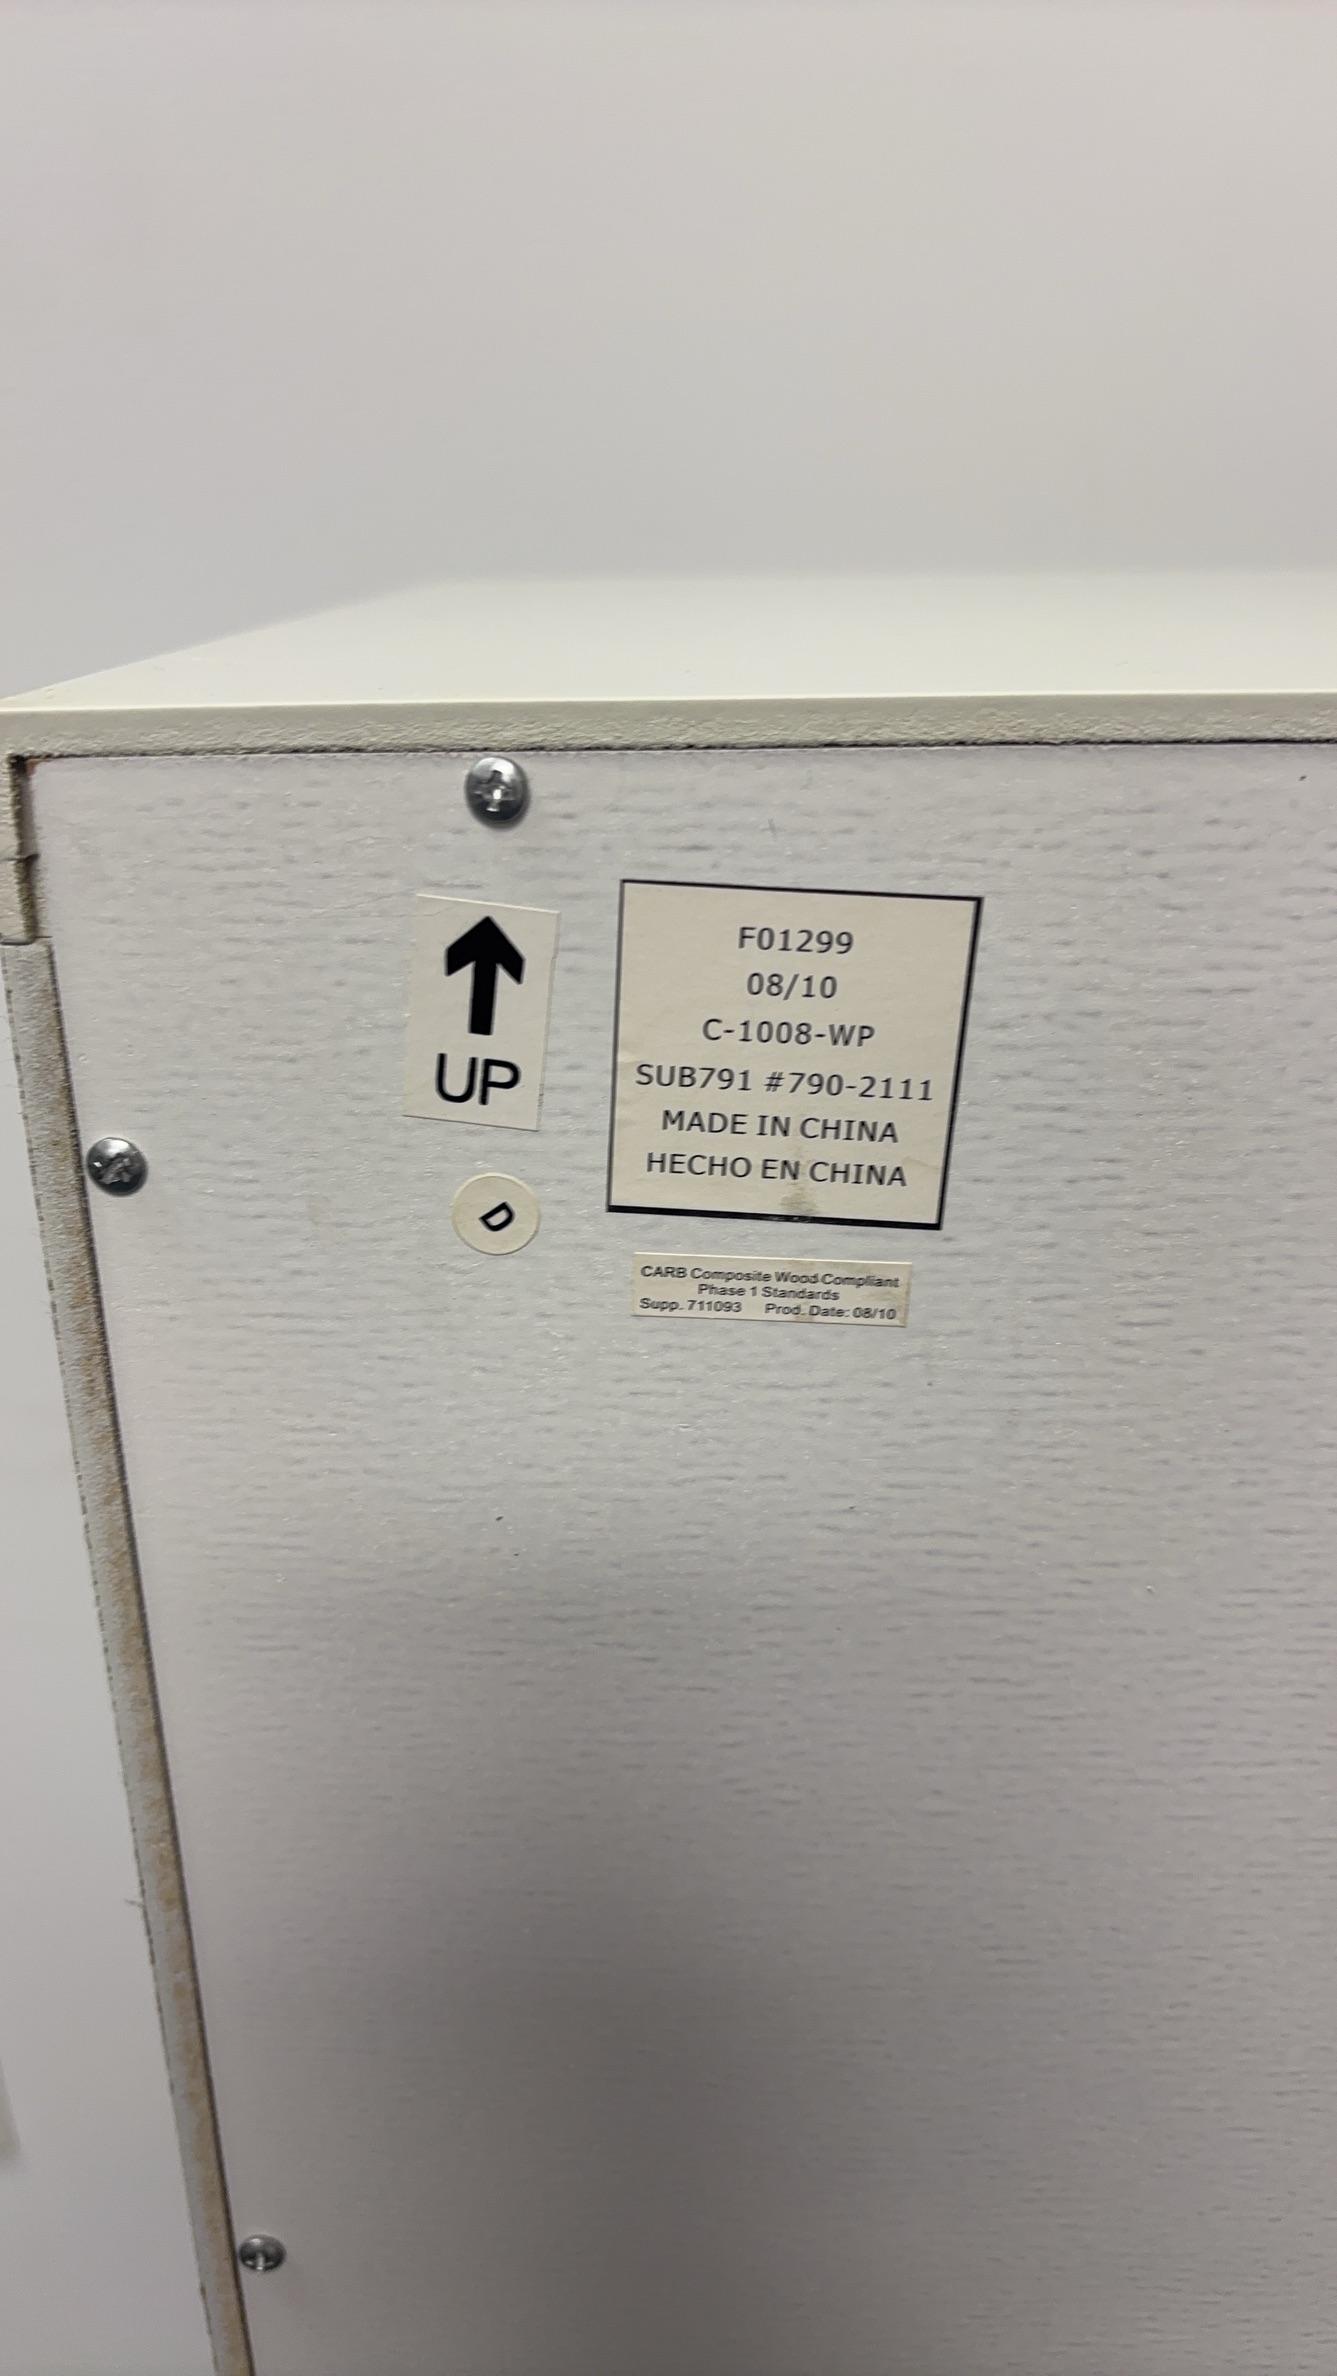 UP
D
F01299
08/10
C-1008-WP
SUB791 #790-2111
MADE IN CHINA
HECHO EN CHINA
CARB Composite Wood Compliant
Phase 1 Standards
Supp. 711093 Prod. Date: 08/10